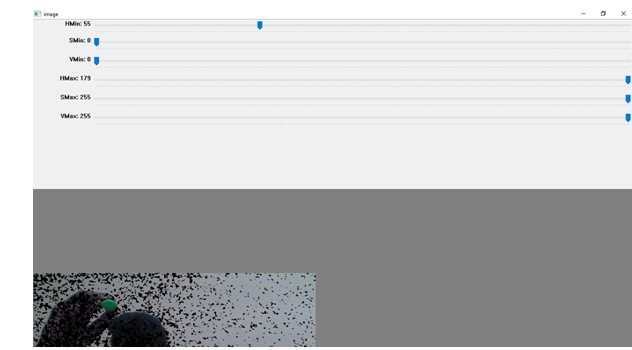 image
HMin: 55
SMin: 0
VMin: 0
HMax: 179
SMax: 255
VMax: 255